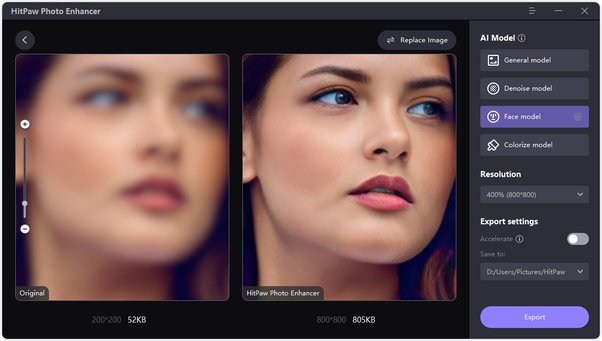 HitPaw Photo Enhancer
Replace Image
Original
HitPaw Photo Enhancer
200*200 52KB
800*800 805KB
AI Model
General model
Denoise model
Face model
Colorize model
Resolution
400% (800*800)
Export settings
Accelerate
Save to:
D:/Users/Pictures/HitPaw
Export